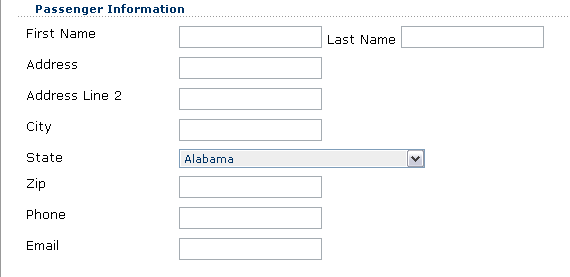 Passenger Information
First Name Last Name
Address
Address Line 2
City
State Alabama
Zip
Phone
Email